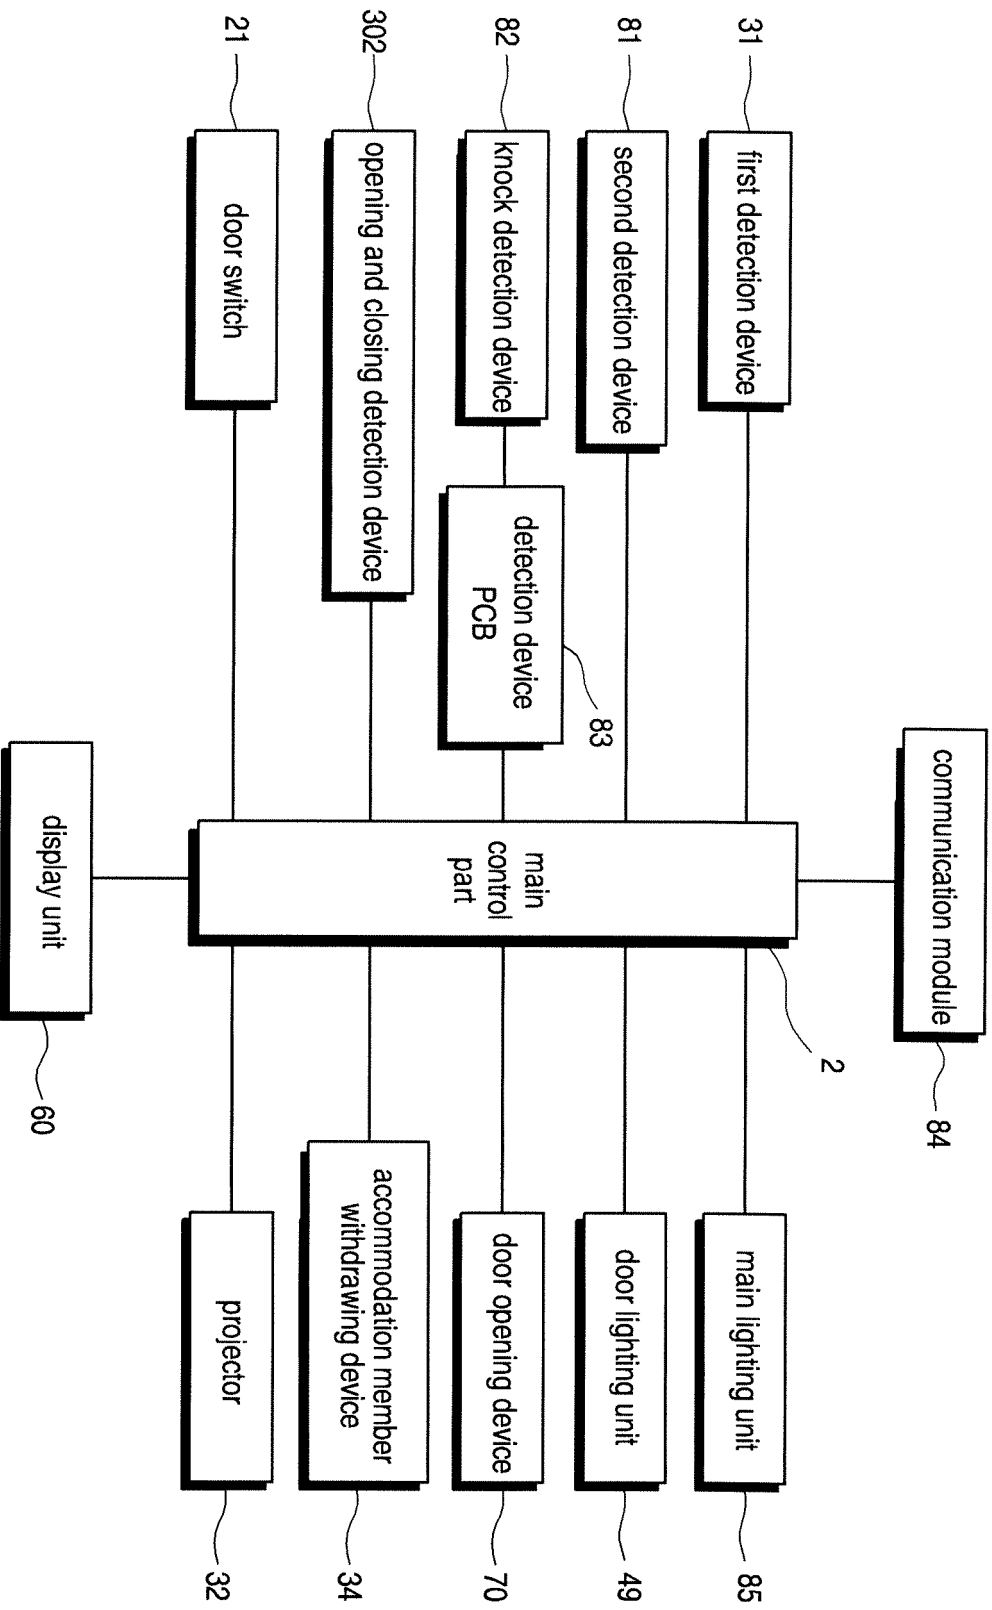 communication module
84
31
first detection device
81
second detection device
82
knock detection device
detection device
PCB
83
302
opening and closing detection device
21
door switch
main
control
part
2
main lighting unit
85
door lighting unit
49
door opening device
70
accommodation member
withdrawing device
34
projector
32
display unit
60